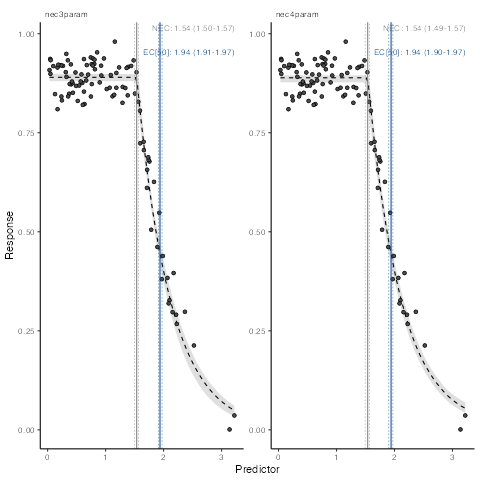 nec3param
nec4param
NEC: 1.54 (1.50-1.57)
EC[50]: 1.94 (1.91-1.97)
NEC: 1.54 (1.49-1.57)
EC[50]: 1.94 (1.90-1.97)
1.00
0.75
0.50
0.25
0.00
1.00
0.75
0.50
0.25
0.00
Response
0 1 2 3
0 1 2 3
Predictor